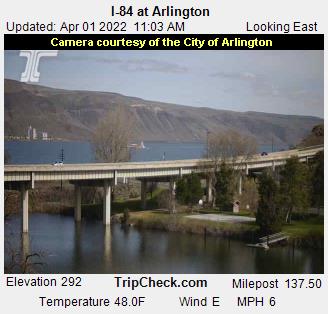 I-84 at Arlington
Updated: Apr 01 2022 11:03 AM Looking East
Camera courtesy of the City of Arlington
Elevation 292 TripCheck.com Milepost 137.50
Temperature 48.0F Wind E MPH 6